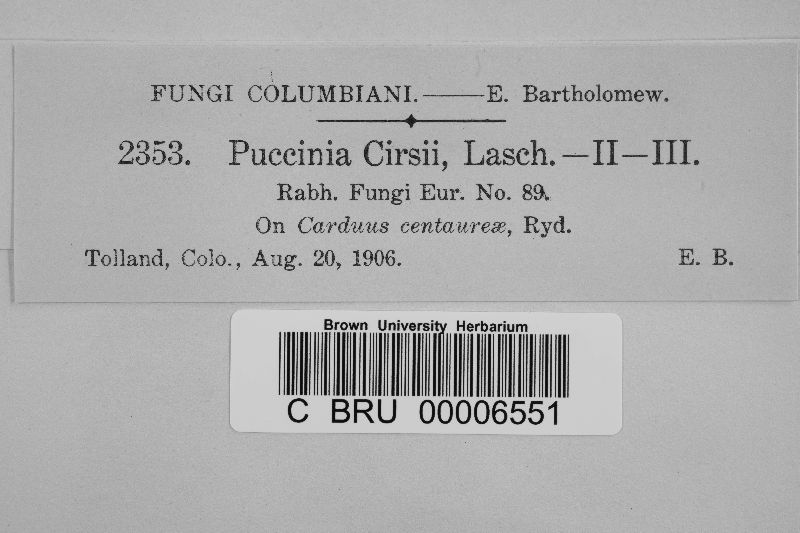 FUNGI COLUMBIANI.——E. Bartholomew.
2353. Puccinia Cirsii, Lasch.—II—III.
Rabh. Fungi Eur. No. 89.
On Carduus centaureæ, Ryd.
Tolland, Colo., Aug. 20, 1906. E. B.
Brown University Herbarium
C BRU 00006551